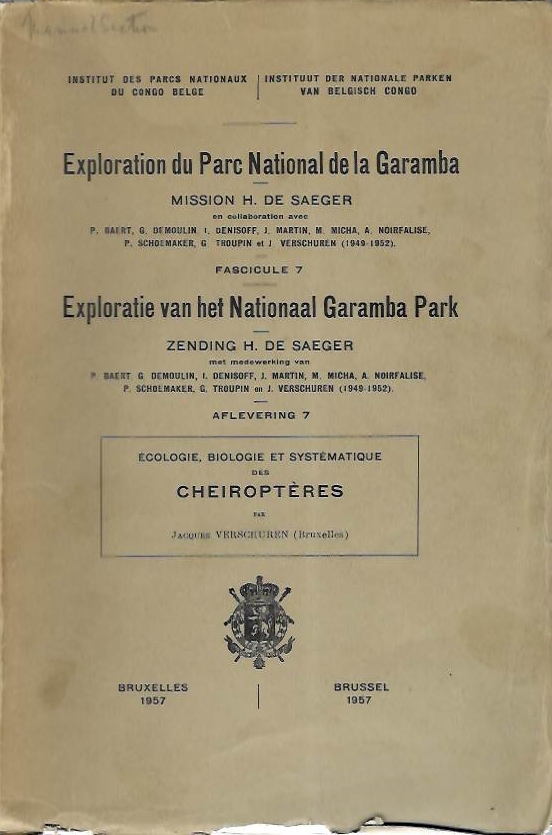 Mammal Section
INSTITUT DES PARCS NATIONAUX
DU CONGO BELGE
INSTITUUT DER NATIONALE PARKEN
VAN BELGISCH CONGO
Exploration du Parc National de la Garamba
MISSION H. DE SAEGER
en collaboration avec
P. BAERT, G. DEMOULIN, I. DENISOFF, J. MARTIN, M. MICHA, A. NOIRFALISE,
P. SCHOEMAKER, G. TROUPIN et J. VERSCHUREN (1949-1952).
FASCICULE 7
Exploratie van het Nationaal Garamba Park
ZENDING H. DE SAEGER
met medewerking van
P. BAERT G. DEMOULIN, I. DENISOFF, J. MARTIN, M. MICHA, A. NOIRFALISE,
P. SCHOEMAKER, G. TROUPIN en J. VERSCHUREN (1949-1952).
AFLEVERING 7
ÉCOLOGIE, BIOLOGIE ET SYSTÉMATIQUE
DES
CHEIROPTÈRES
PAR
JACQUES VERSCHUREN (Bruxelles)
BRUXELLES
1957
BRUSSEL
1957